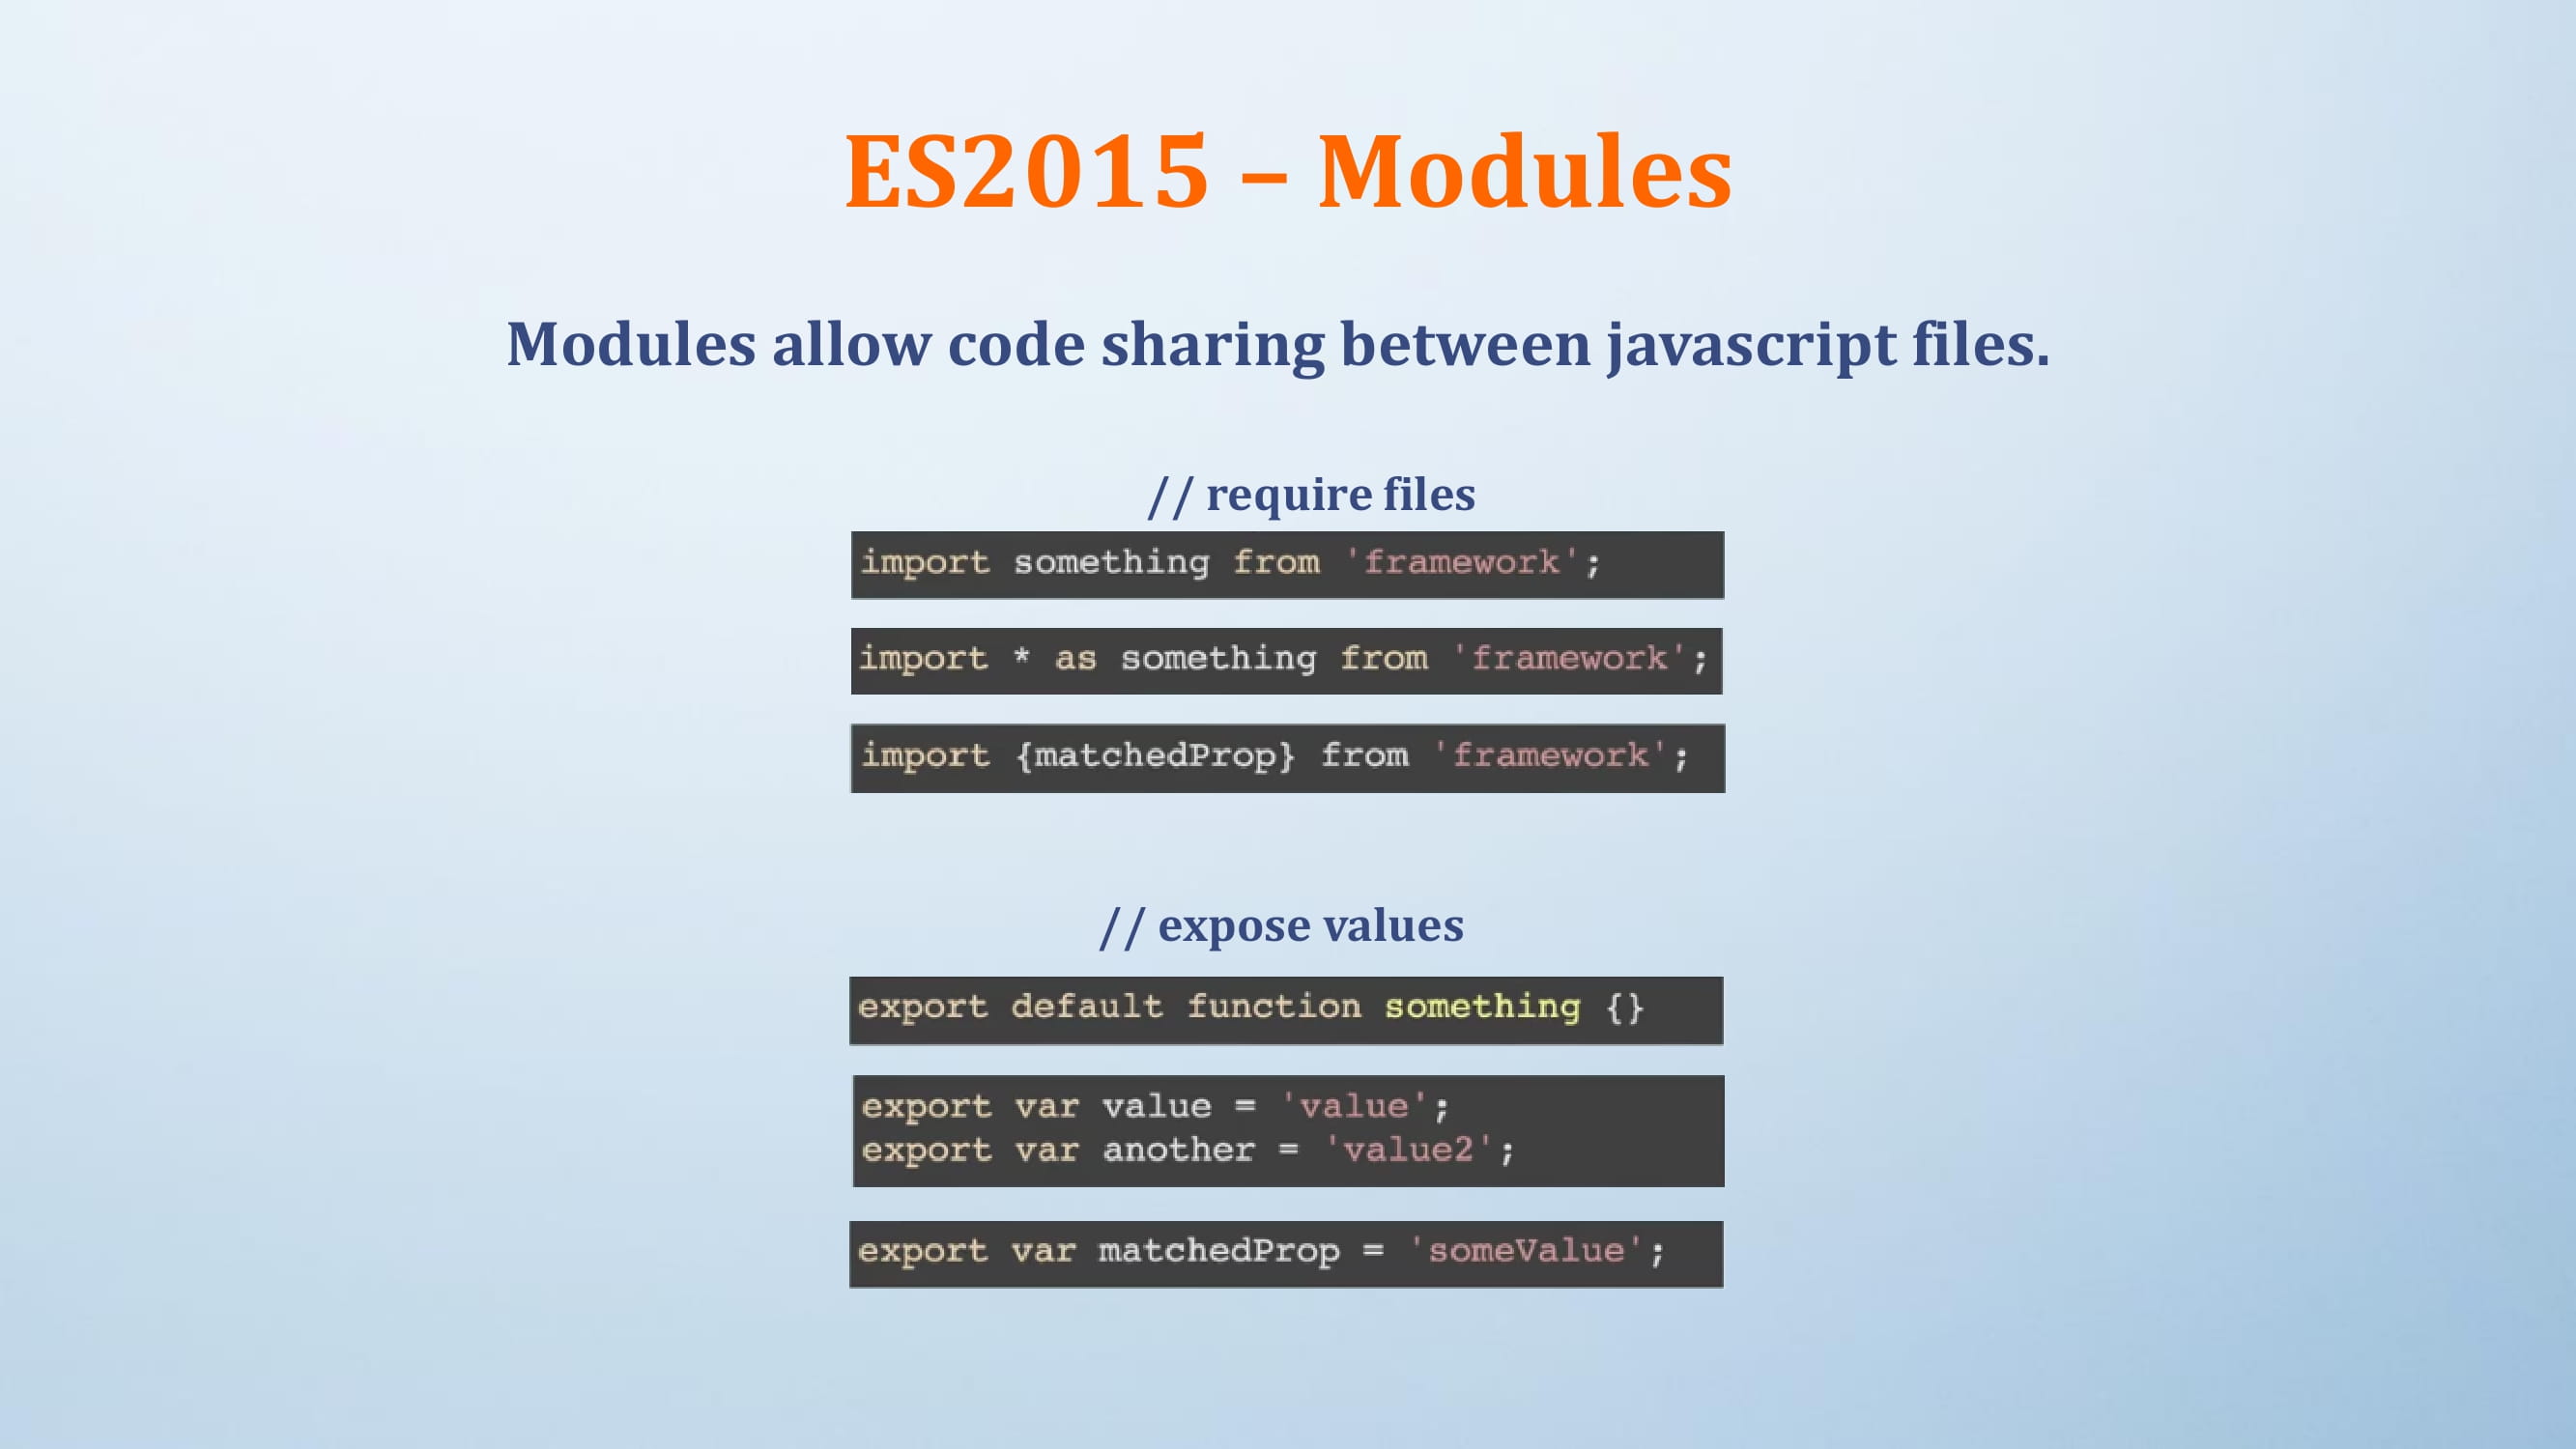 ES2015 – Modules
Modules allow code sharing between javascript files.
// require files
import something from 'framework';
import * as something from 'framework';
import {matchedProp} from 'framework';
// expose values
export default function something {}
export var value = 'value';
export var another = 'value2';
export var matchedProp = 'someValue';